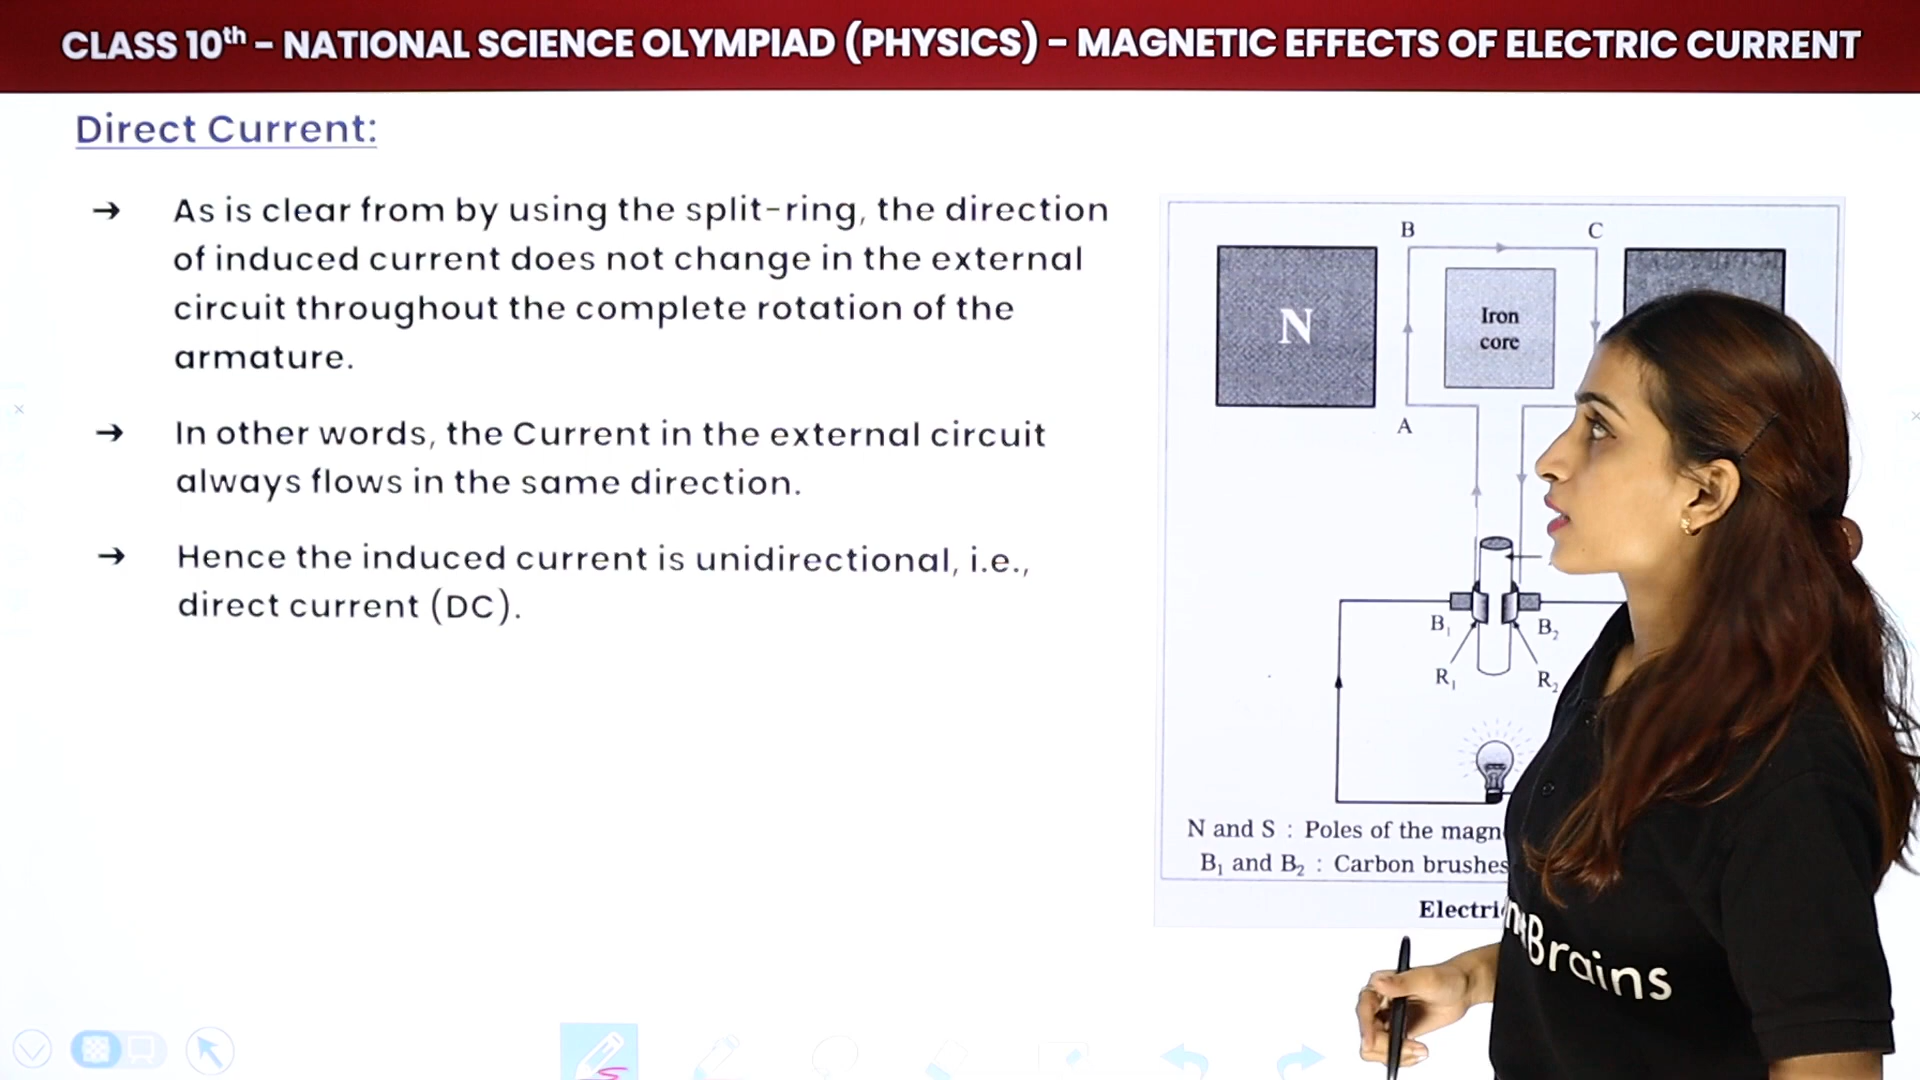 CLASS 10th – NATIONAL SCIENCE OLYMPIAD (PHYSICS) – MAGNETIC EFFECTS OF ELECTRIC CURRENT
Direct Current:
→ As is clear from by using the split-ring, the direction
of induced current does not change in the external
circuit throughout the complete rotation of the
armature.
→ In other words, the Current in the external circuit
always flows in the same direction.
→ Hence the induced current is unidirectional, i.e.,
direct current (DC).
B C
N
Iron
core
A
B₁ B₂
R₁ R₂
N and S : Poles of the
B₁ and B₂ : Carbon brushes
Brains